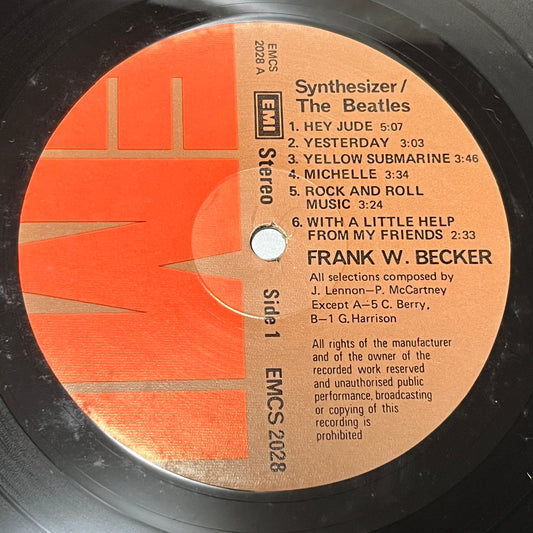 EMI
EMCS
2028 A
EMI
Stereo
Side 1
EMCS 2028
Synthesizer/
The Beatles
1. HEY JUDE 5:07
2. YESTERDAY 3:03
3. YELLOW SUBMARINE 3:46
4. MICHELLE 3:34
5. ROCK AND ROLL
MUSIC 3:24
6. WITH A LITTLE HELP
FROM MY FRIENDS 2:33
FRANK W. BECKER
All selections composed by
J. Lennon–P. McCartney
Except A–5 C. Berry,
B–1 G. Harrison
All rights of the manufacturer
and of the owner of the
recorded work reserved
and unauthorised public
performance, broadcasting
or copying of this
recording is
prohibited